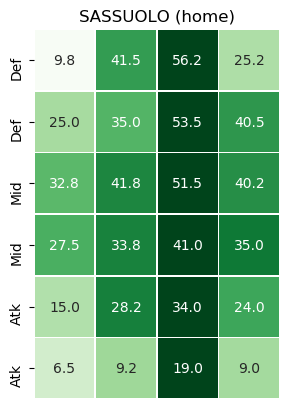 SASSUOLO (home)
Def 9.8 41.5 56.2 25.2
Def 25.0 35.0 53.5 40.5
Mid 32.8 41.8 51.5 40.2
Mid 27.5 33.8 41.0 35.0
Atk 15.0 28.2 34.0 24.0
Atk 6.5 9.2 19.0 9.0